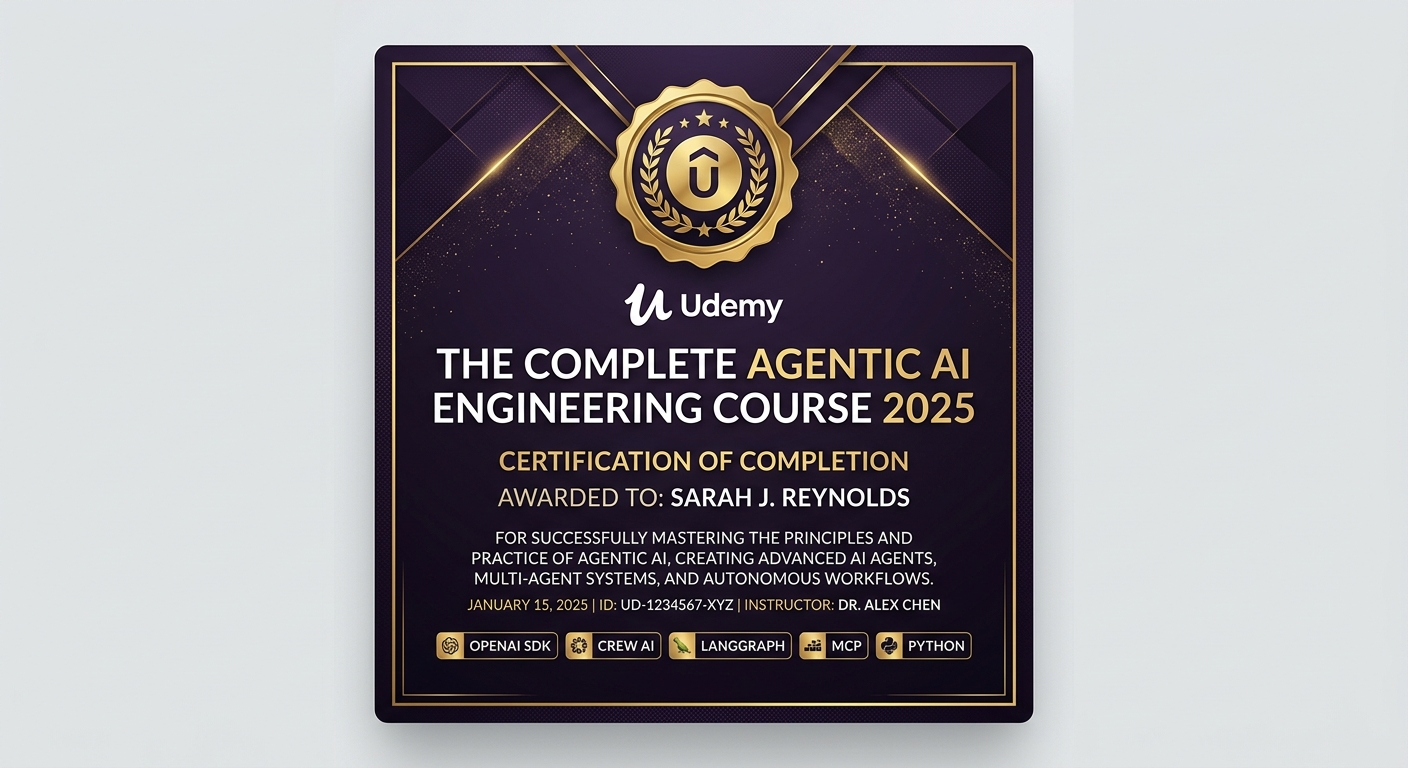 Udemy
THE COMPLETE AGENTIC AI
ENGINEERING COURSE 2025
CERTIFICATION OF COMPLETION
AWARDED TO: SARAH J. REYNOLDS
FOR SUCCESSFULLY MASTERING THE PRINCIPLES AND
PRACTICE OF AGENTIC AI, CREATING ADVANCED AI AGENTS,
MULTI-AGENT SYSTEMS, AND AUTONOMOUS WORKFLOWS.
JANUARY 15, 2025 | ID: UD-1234567-XYZ | INSTRUCTOR: DR. ALEX CHEN
OPENAI SDK CREW AI LANGGRAPH MCP PYTHON